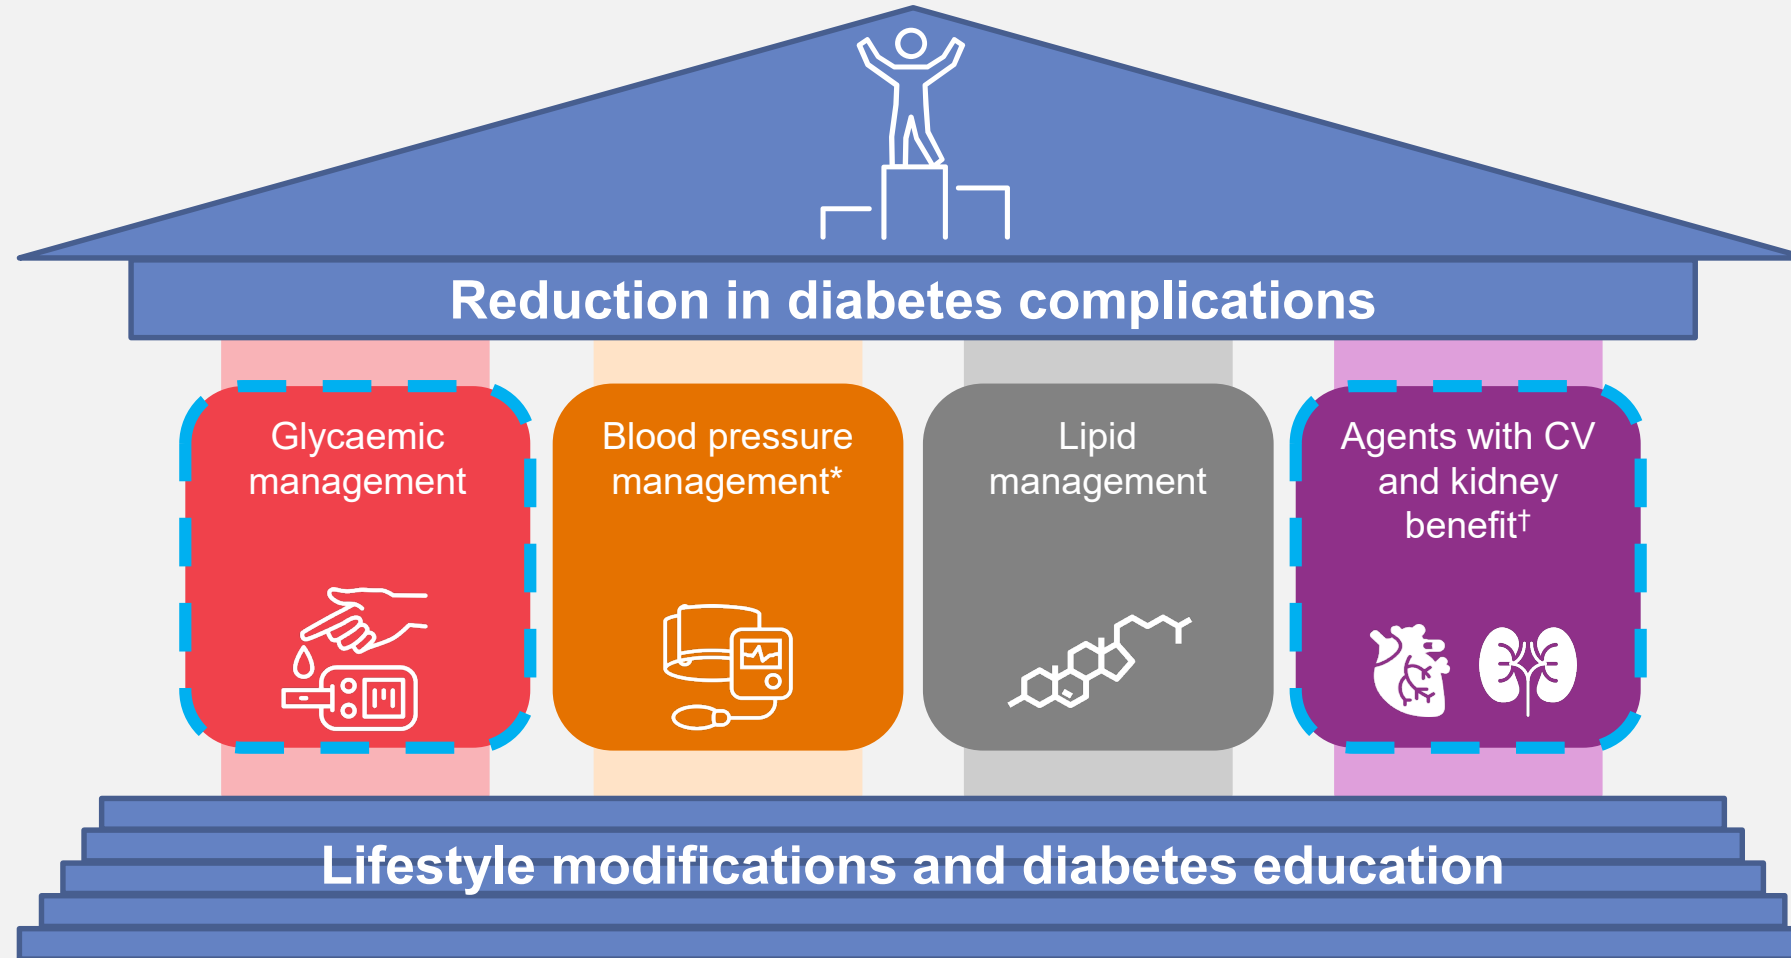 Reduction in diabetes complications
Glycaemic
management
Blood pressure
management*
Lipid
management
Agents with CV
and kidney
benefit†
Lifestyle modifications and diabetes education